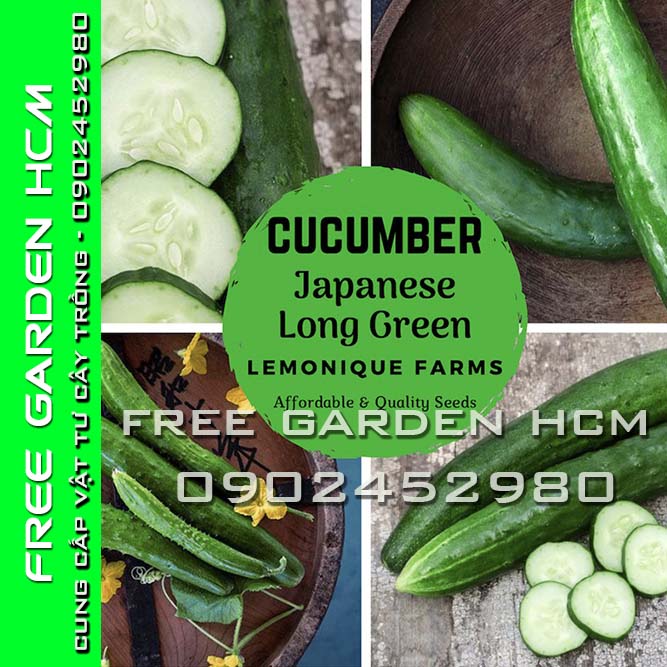 FREE GARDEN HCM
CUNG CẤP VẬT TƯ CÂY TRỒNG - 0902452980
CUCUMBER
Japanese
Long Green
LEMONIQUE FARMS
Affordable & Quality Seeds
FREE GARDEN HCM
0902452980